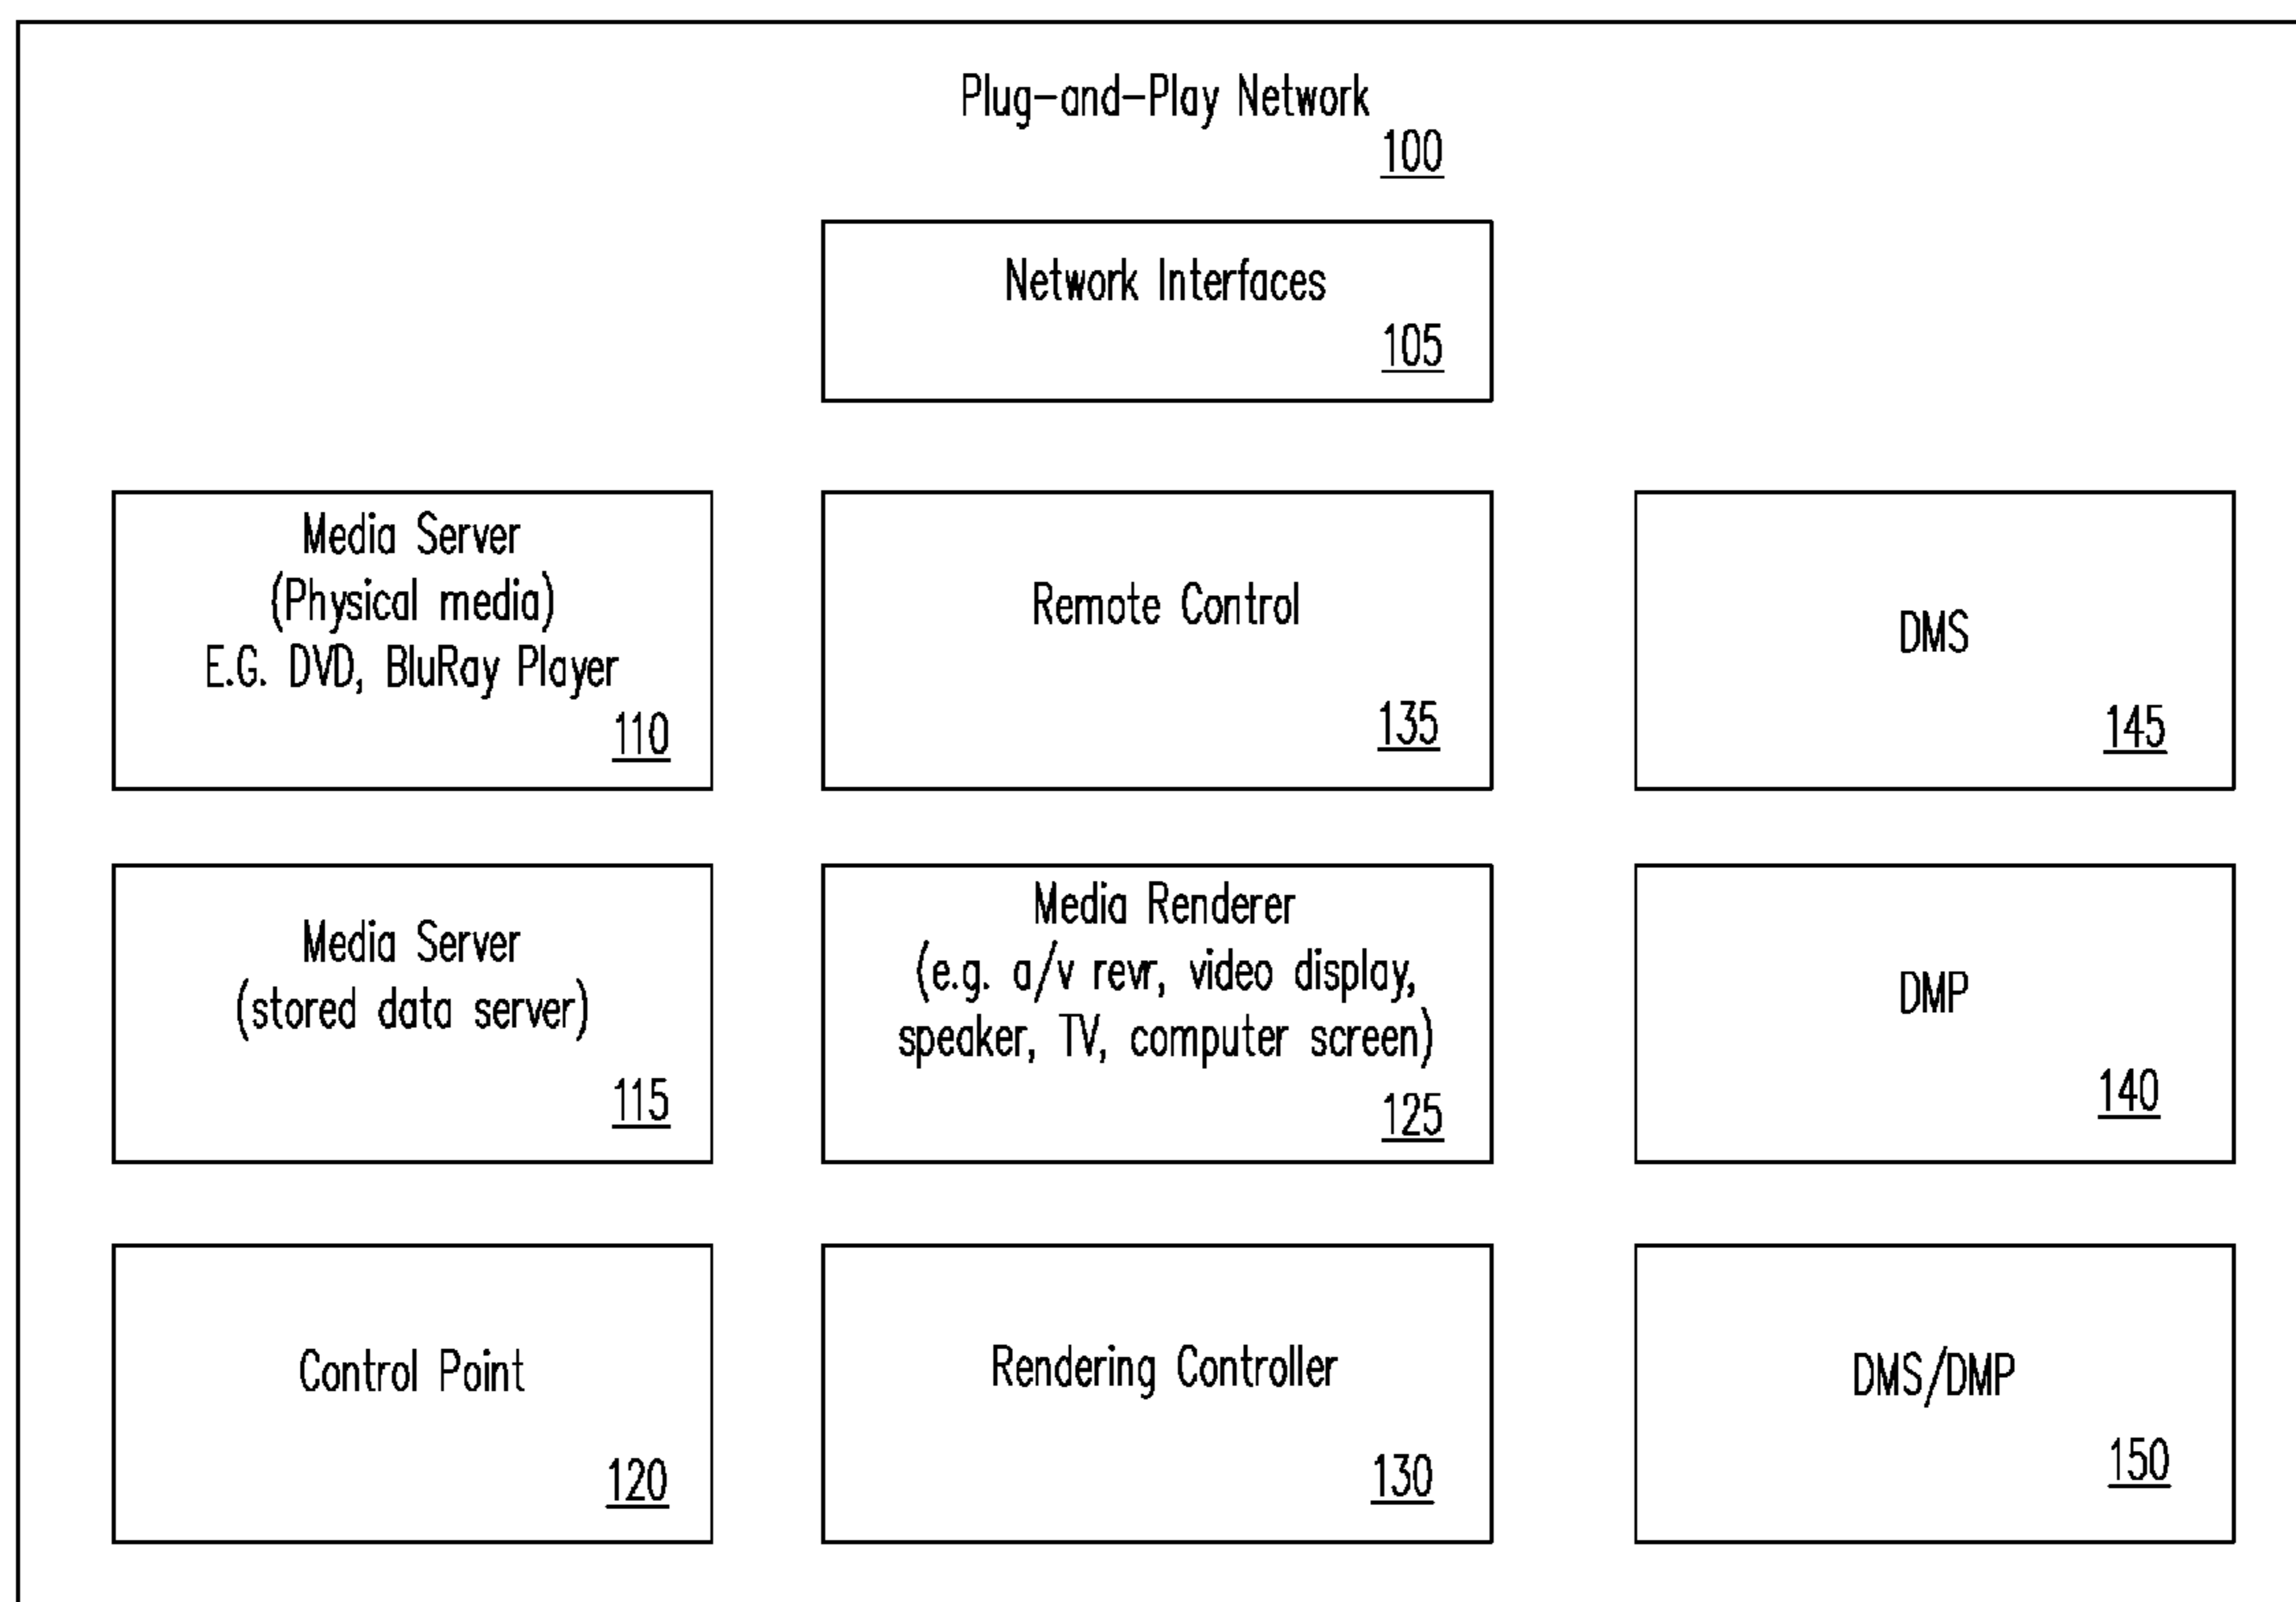 Plug-and-Play Network
100
Network Interfaces
105
Media Server
(Physical media)
E.G. DVD, BluRay Player
110
Remote Control
135
DMS
145
Media Server
(stored data server)
115
Media Renderer
(e.g. a/v revr, video display,
speaker, TV, computer screen)
125
DMP
140
Control Point
120
Rendering Controller
130
DMS/DMP
150